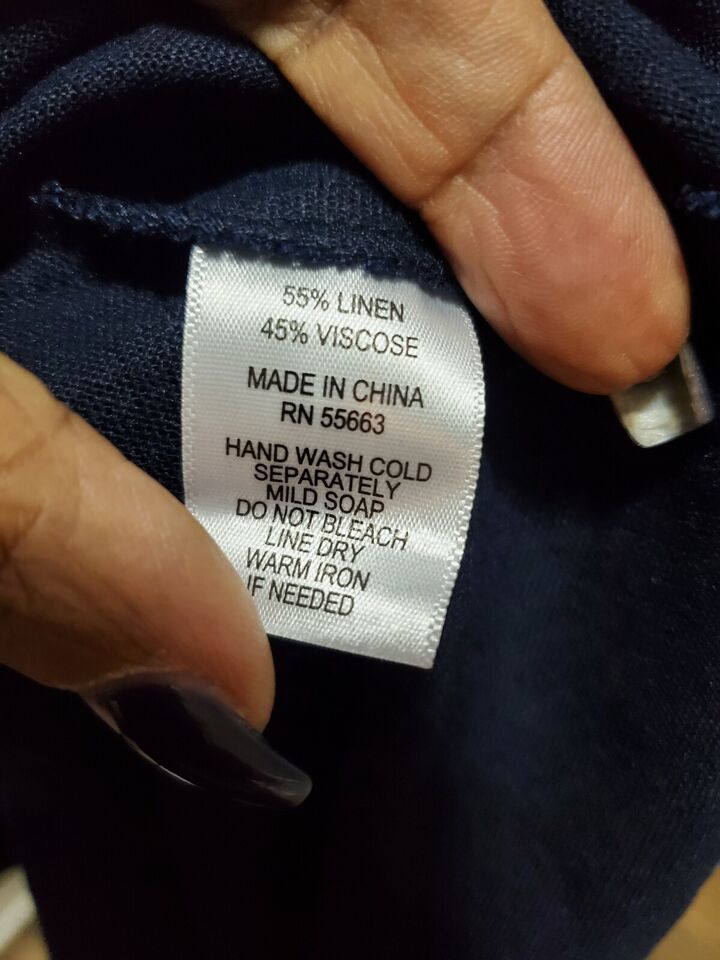 55% LINEN
45% VISCOSE
MADE IN CHINA
RN 55663
HAND WASH COLD
SEPARATELY
MILD SOAP
DO NOT BLEACH
LINE DRY
WARM IRON
IF NEEDED